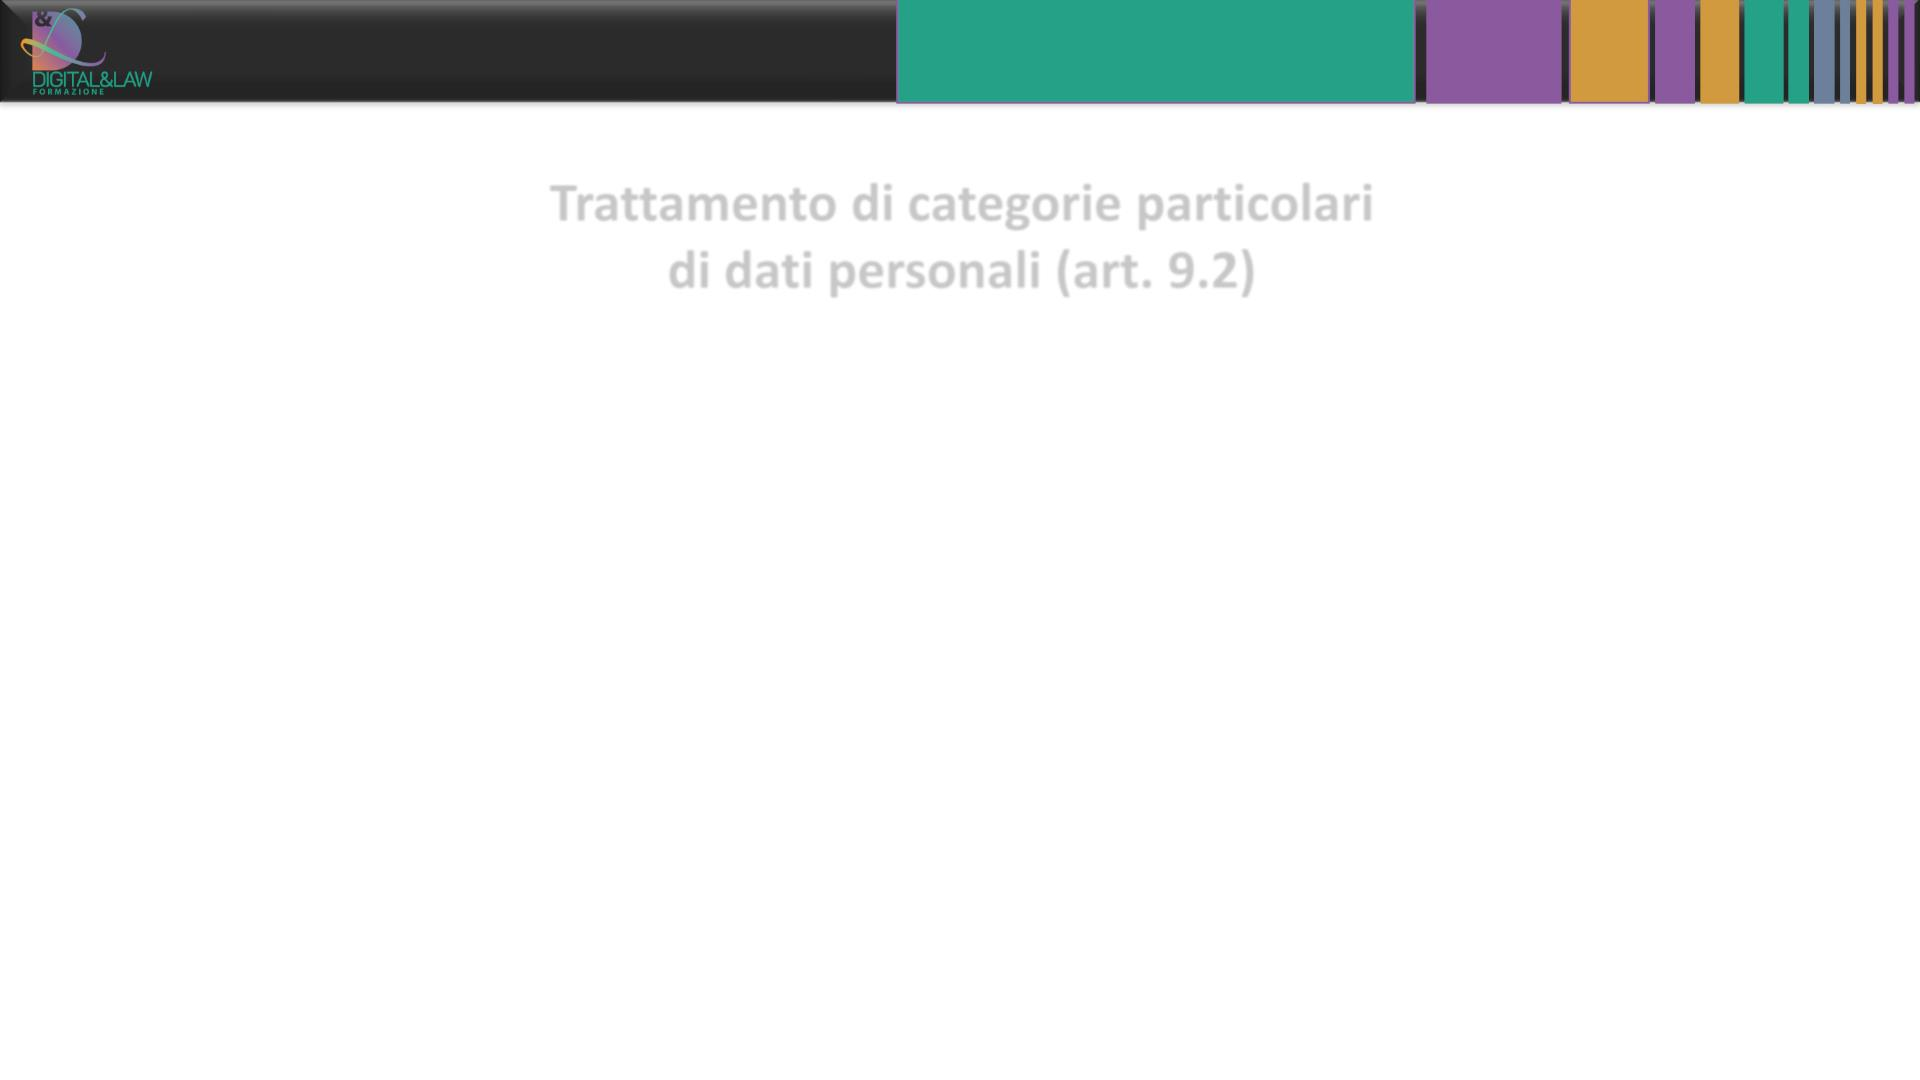 &
DIGITAL&LAW
FORMAZIONE
Trattamento di categorie particolari
di dati personali (art. 9.2)